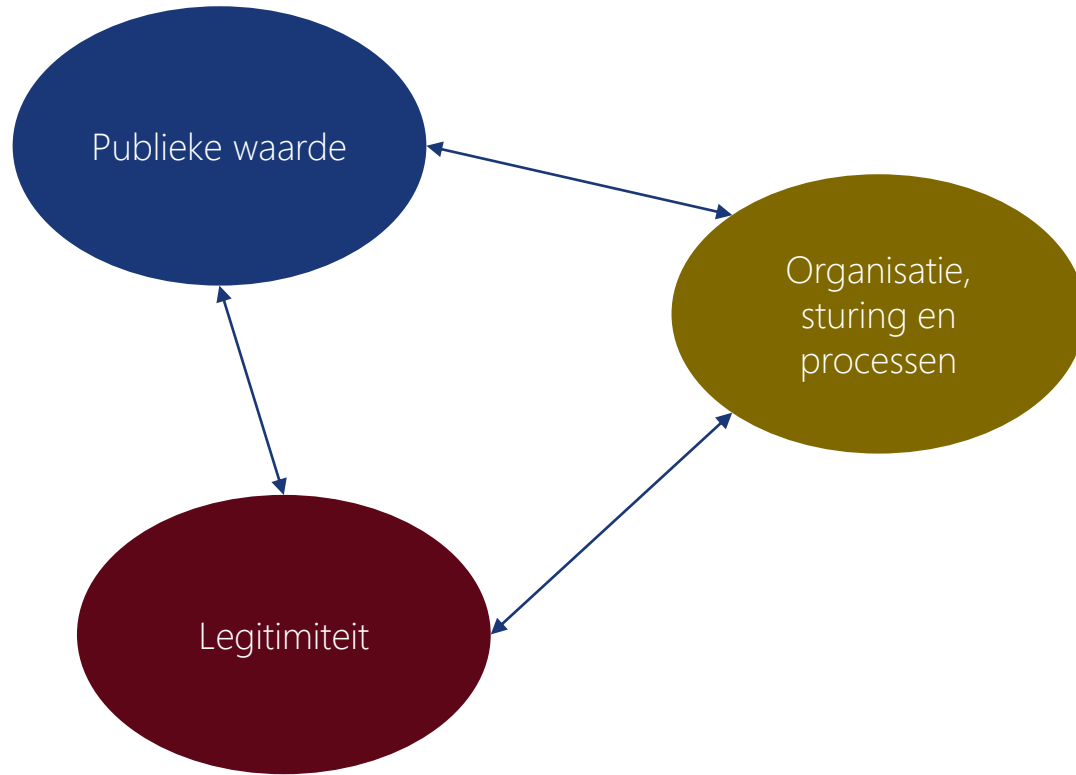 Publieke waarde
Organisatie,
sturing en
processen
Legitimiteit